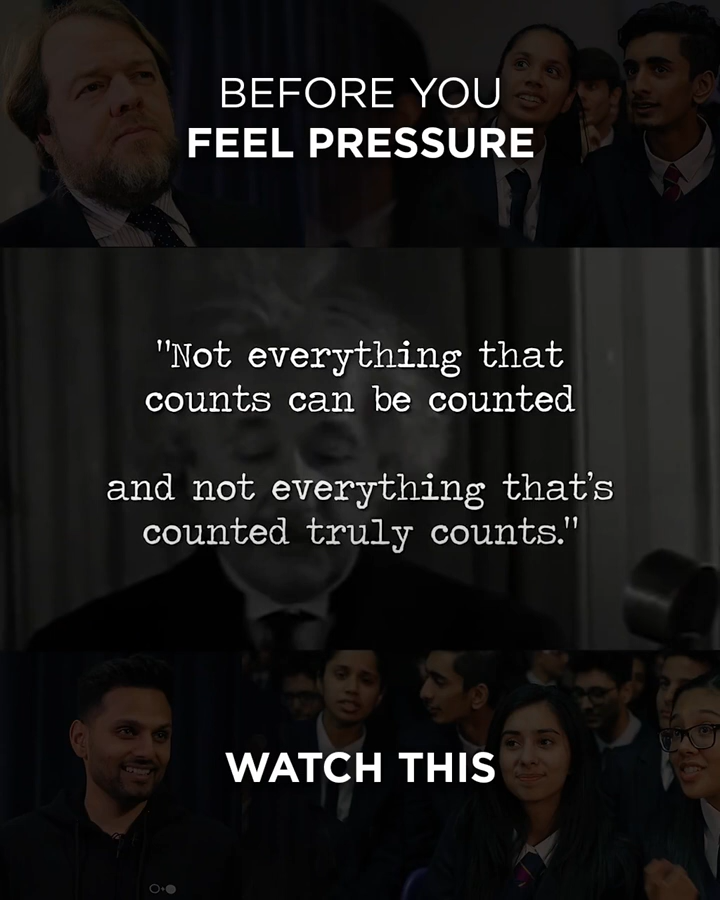 BEFORE YOU
FEEL PRESSURE
"Not everything that
counts can be counted
and not everything that's
counted truly counts."
WATCH THIS